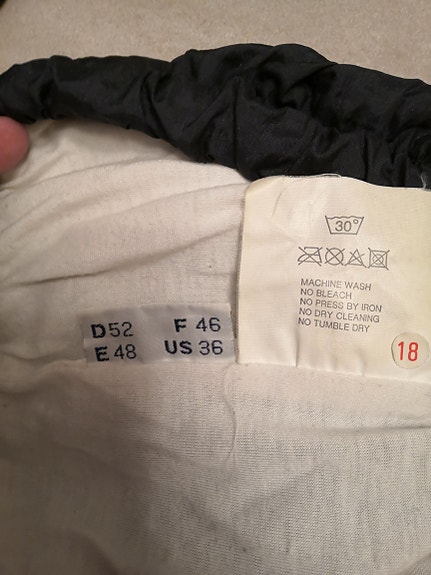 D52 F 46
E 48 US 36
30°
MACHINE WASH
NO BLEACH
NO PRESS BY IRON
NO DRY CLEANING
NO TUMBLE DRY
18